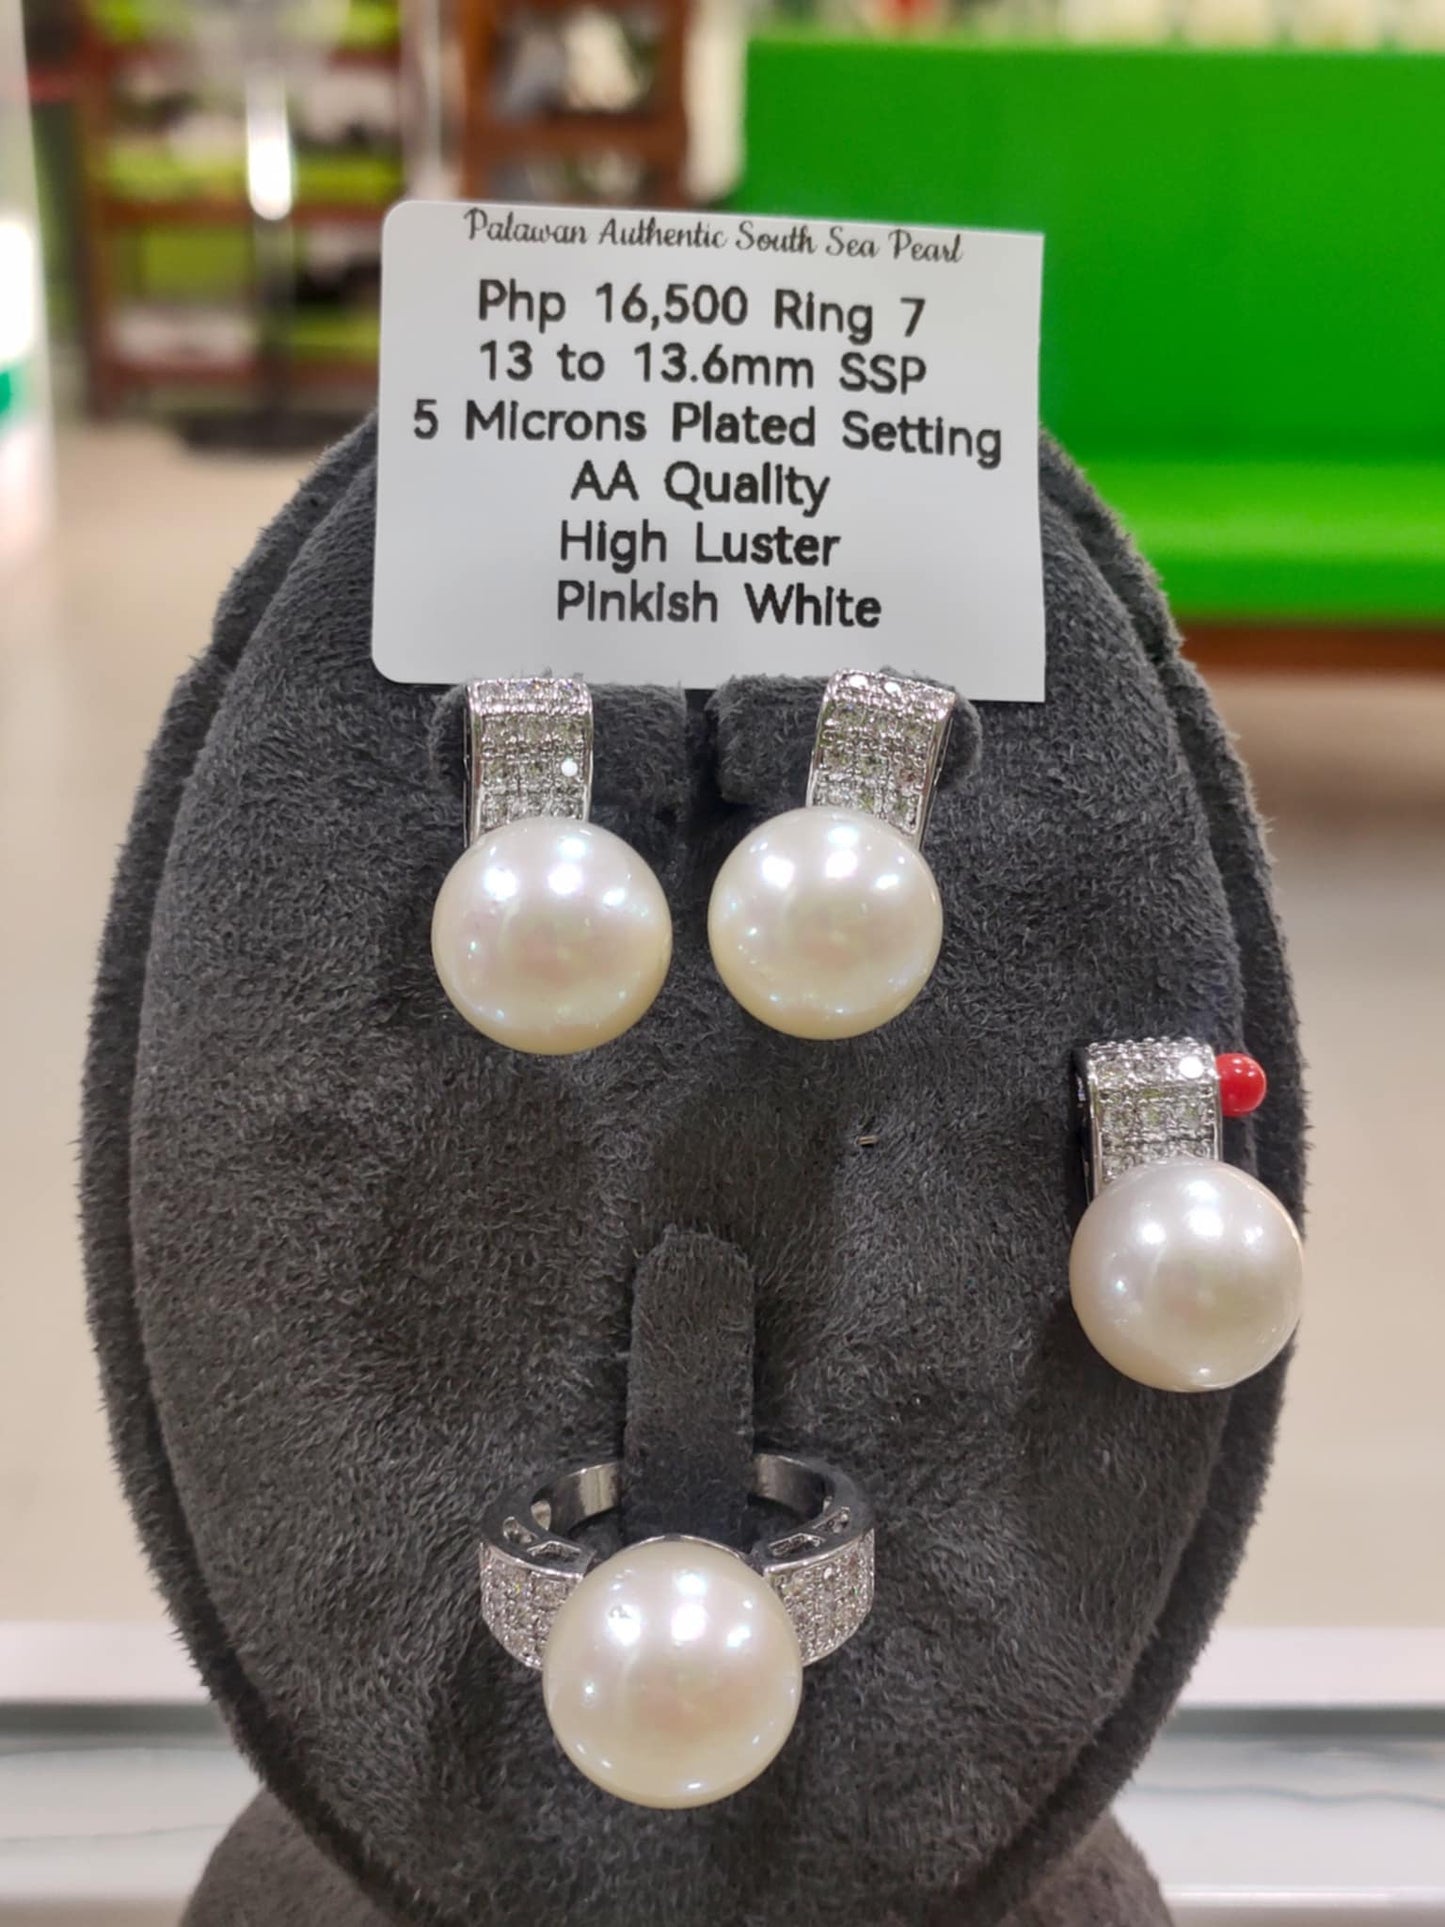 Palawan Authentic South Sea Pearl
Php 16,500 Ring 7
13 to 13.6mm SSP
5 Microns Plated Setting
AA Quality
High Luster
Pinkish White